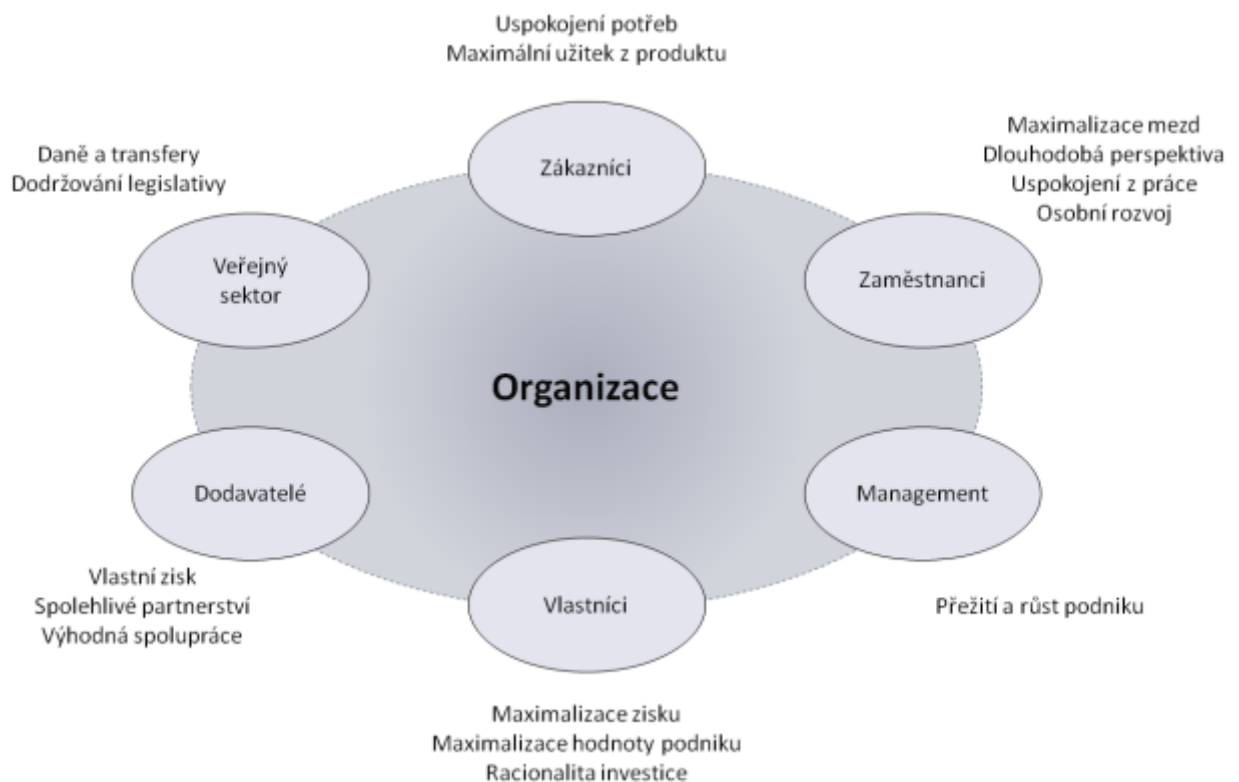 Uspokojení potřeb
Maximální užitek z produktu
Zákazníci
Maximalizace mezd
Dlouhodobá perspektiva
Uspokojení z práce
Osobní rozvoj
Zaměstnanci
Daně a transfery
Dodržování legislativy
Veřejný
sektor
Organizace
Dodavatelé
Vlastní zisk
Spolehlivé partnerství
Výhodná spolupráce
Management
Přežití a růst podniku
Vlastníci
Maximalizace zisku
Maximalizace hodnoty podniku
Racionalita investice